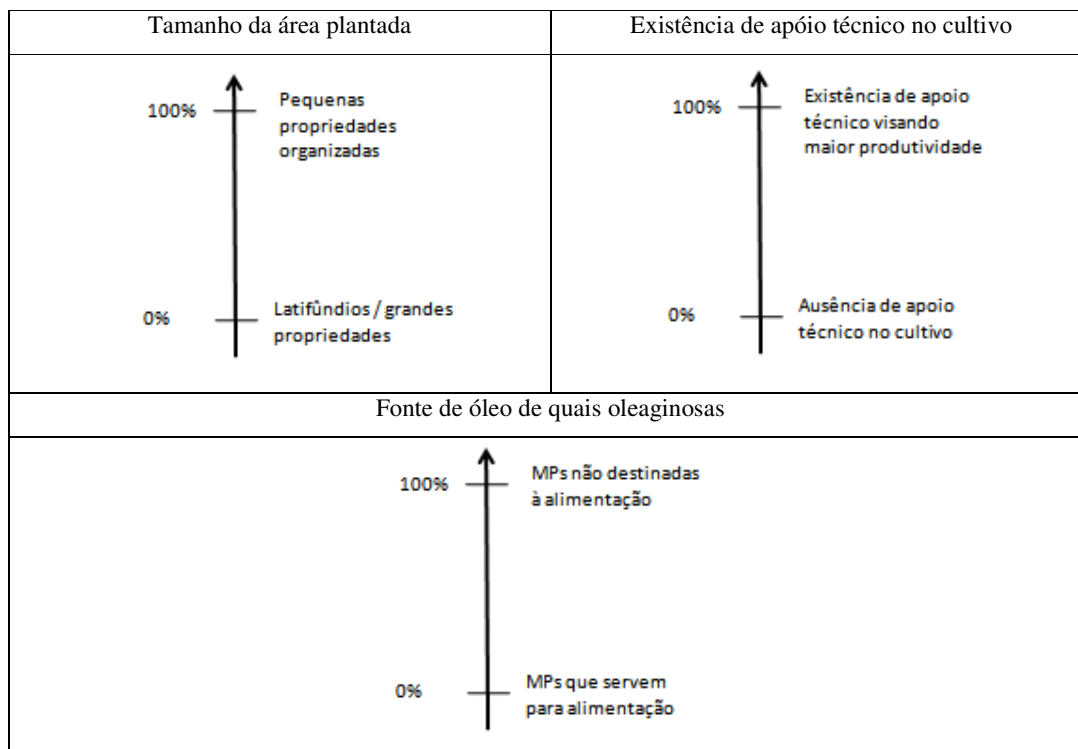 Tamanho da área plantada
Existência de apóio técnico no cultivo
100%
Pequenas
propriedades
organizadas
0%
Latifûndios / grandes
propriedades
100%
Existência de apoio
técnico visando
maior produtividade
0%
Ausência de apoio
técnico no cultivo
Fonte de óleo de quais oleaginosas
100%
MPs não destinadas
à alimentação
0%
MPs que servem
para alimentação